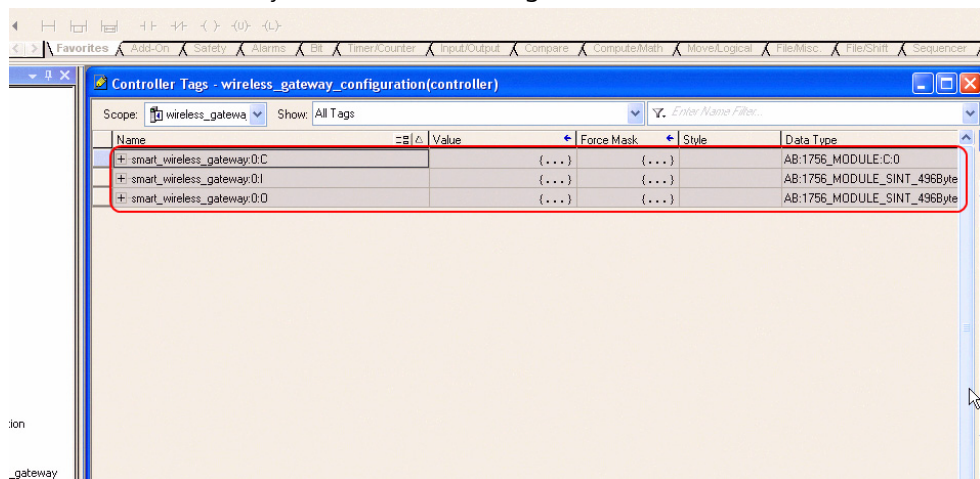 Favorites Add-On Safety Alarms Bit Timer/Counter Input/Output Compare Compute/Math Move/Logical File/Misc. File/Shift Sequencer
Controller Tags - wireless_gateway_configuration(controller)
Scope: wireless_gatewa Show: All Tags Enter Name Filter...
Name Value Force Mask Style Data Type
+ smart_wireless_gateway:0:C {...} {...} AB:1756_MODULE:C:0
+ smart_wireless_gateway:0:I {...} {...} AB:1756_MODULE_SINT_496Byte
+ smart_wireless_gateway:0:O {...} {...} AB:1756_MODULE_SINT_496Byte
tion
_gateway